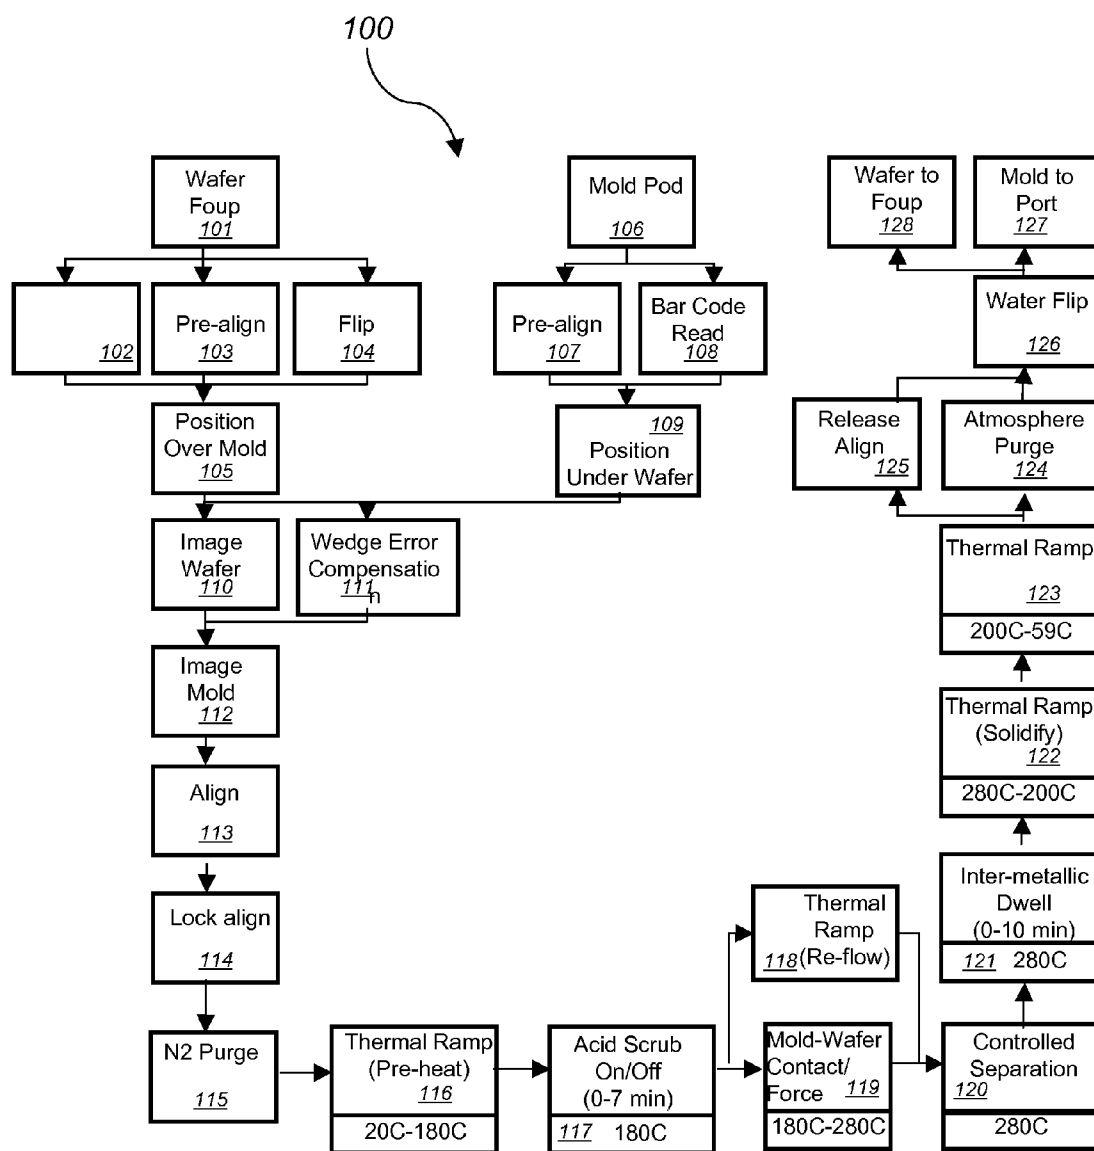 100
Wafer
Foup
101
102
Pre-align
103
Flip
104
Position
Over Mold
105
Mold Pod
106
Pre-align
107
Bar Code
Read
108
109
Position
Under Wafer
Image
Wafer
110
Wedge Error
Compensatio
n
111
Image
Mold
112
Align
113
Lock align
114
N2 Purge
115
Thermal Ramp
(Pre-heat)
116
20C-180C
Acid Scrub
On/Off
(0-7 min)
117 180C
Thermal
Ramp
118 (Re-flow)
Mold-Wafer
Contact/
Force 119
180C-280C
Controlled
Separation
120
280C
Inter-metallic
Dwell
(0-10 min)
121 280C
Thermal Ramp
(Solidify)
122
280C-200C
Thermal Ramp
123
200C-59C
Release
Align
125
Atmosphere
Purge
124
Water Flip
126
Wafer to
Foup
128
Mold to
Port
127